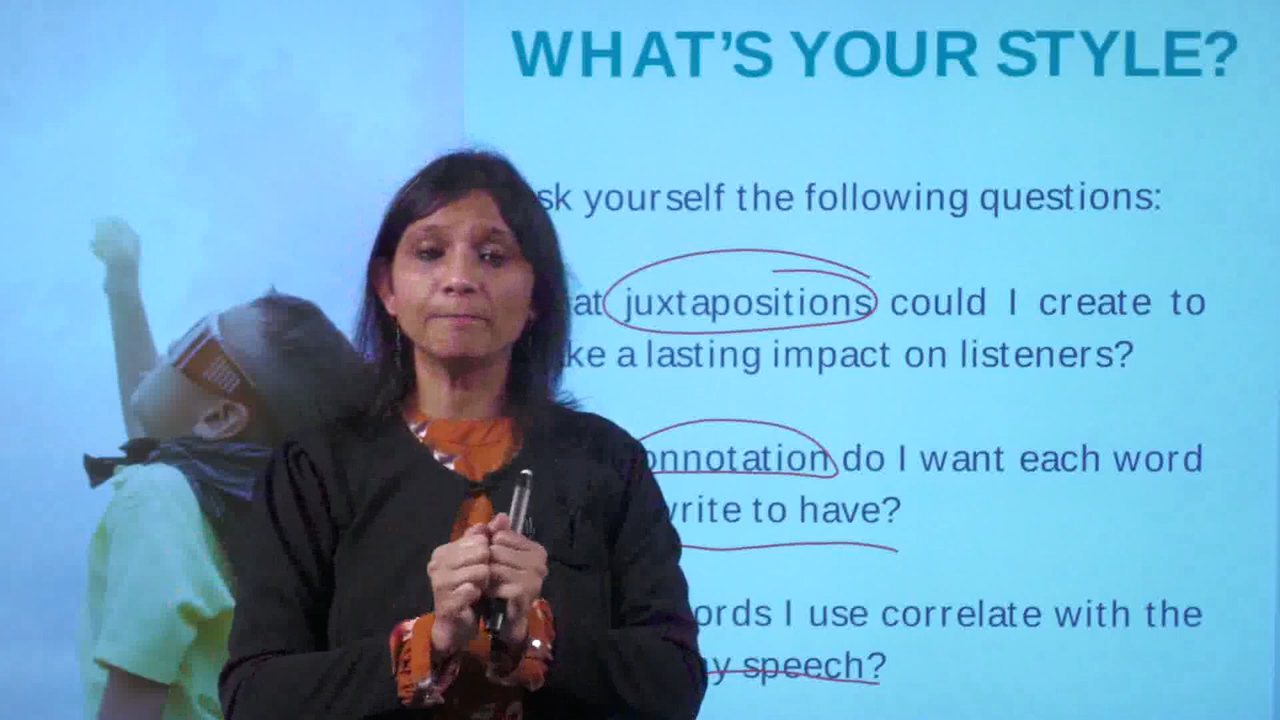 WHAT'S YOUR STYLE?
sk yourself the following questions:
at juxtapositions could I create to
ke a lasting impact on listeners?
onnotation do I want each word
write to have?
ords I use correlate with the
y speech?